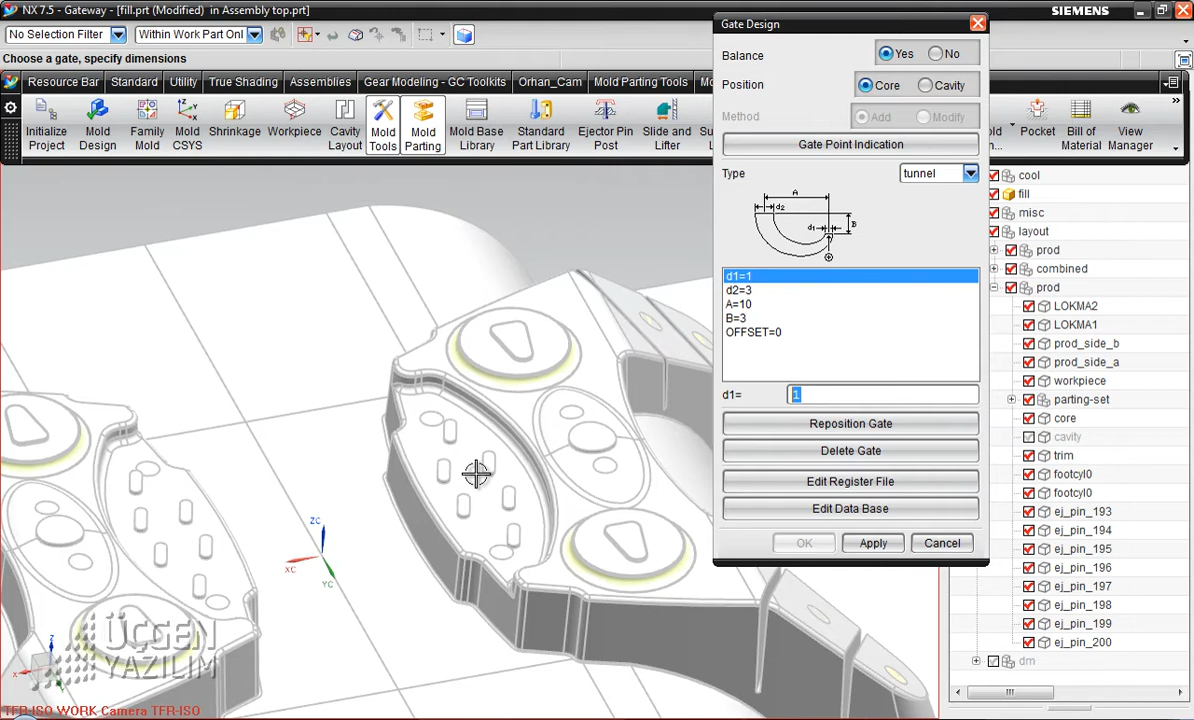 NX 7.5 - Gateway - [fill.prt (Modified) in Assembly top.prt]
SIEMENS
No Selection Filter
Within Work Part Onl
Choose a gate, specify dimensions
Resource Bar
Standard
Utility
True Shading
Assemblies
Gear Modeling - GC Toolkits
Orhan_Cam
Mold Parting Tools
Initialize
Project
Mold
Design
Family
Mold
Mold
CSYS
Shrinkage
Workpiece
Cavity
Layout
Mold
Tools
Mold
Parting
Mold Base
Library
Standard
Part Library
Ejector Pin
Post
Slide and
Lifter
Pocket
Bill of
Material
View
Manager
Gate Design
Balance
Yes
No
Position
Core
Cavity
Method
Add
Modify
Gate Point Indication
Type
tunnel
A
d2
d1
B
d1=1
d2=3
A=10
B=3
OFFSET=0
d1=
1
Reposition Gate
Delete Gate
Edit Register File
Edit Data Base
OK
Apply
Cancel
cool
fill
misc
layout
prod
combined
prod
LOKMA2
LOKMA1
prod_side_b
prod_side_a
workpiece
parting-set
core
cavity
trim
footcyl0
footcyl0
ej_pin_193
ej_pin_194
ej_pin_195
ej_pin_196
ej_pin_197
ej_pin_198
ej_pin_199
ej_pin_200
dm
ZC
XC
YC
ÜÇGEN
YAZILIM
TFR-ISO WORK Camera TFR-ISO